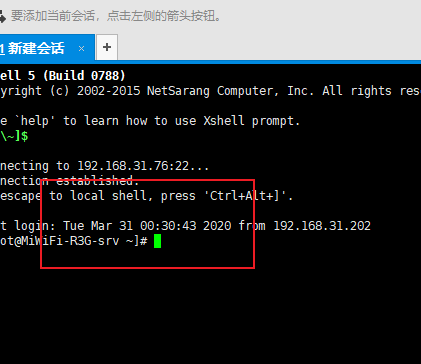 要添加当前会话，点击左侧的箭头按钮。
1 新建会话 × +
ell 5 (Build 0788)
pyright (c) 2002-2015 NetSarang Computer, Inc. All rights res
e `help' to learn how to use Xshell prompt.
\~]$
necting to 192.168.31.76:22...
nection established.
escape to local shell, press 'Ctrl+Alt+]'.
t login: Tue Mar 31 00:30:43 2020 from 192.168.31.202
ot@MiWiFi-R3G-srv ~]#